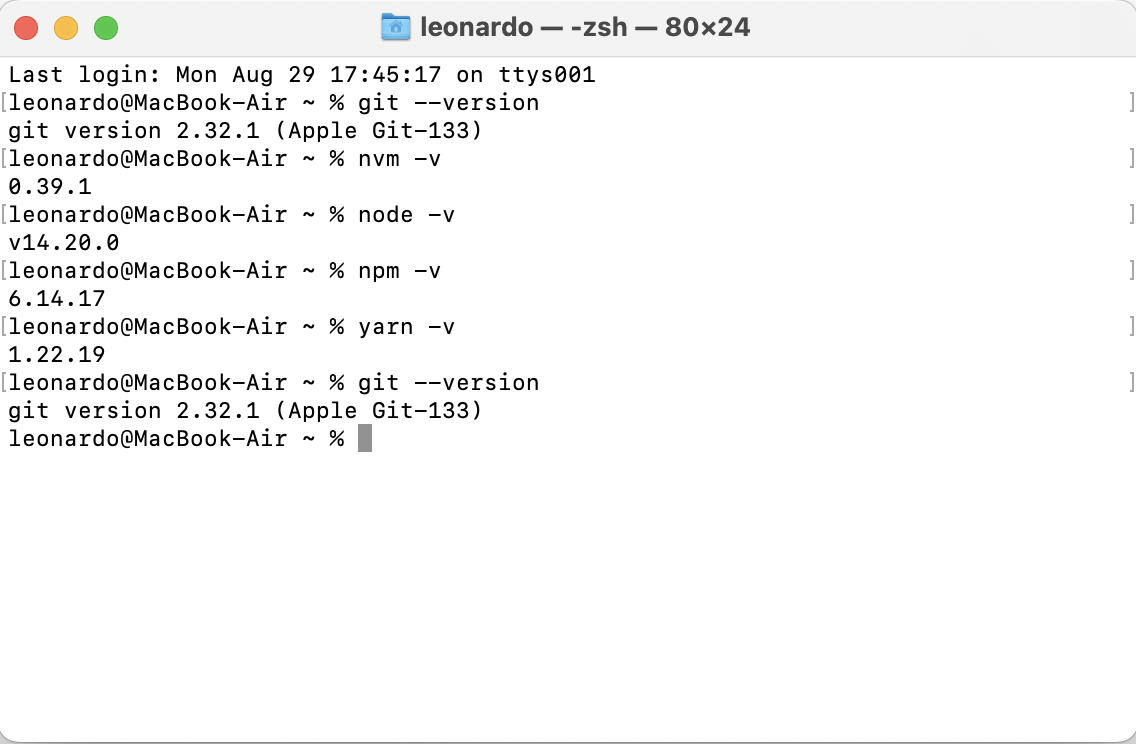 leonardo — -zsh — 80×24
Last login: Mon Aug 29 17:45:17 on ttys001
[leonardo@MacBook-Air ~ % git --version ]
git version 2.32.1 (Apple Git-133)
[leonardo@MacBook-Air ~ % nvm -v ]
0.39.1
[leonardo@MacBook-Air ~ % node -v ]
v14.20.0
[leonardo@MacBook-Air ~ % npm -v ]
6.14.17
[leonardo@MacBook-Air ~ % yarn -v ]
1.22.19
[leonardo@MacBook-Air ~ % git --version ]
git version 2.32.1 (Apple Git-133)
leonardo@MacBook-Air ~ %